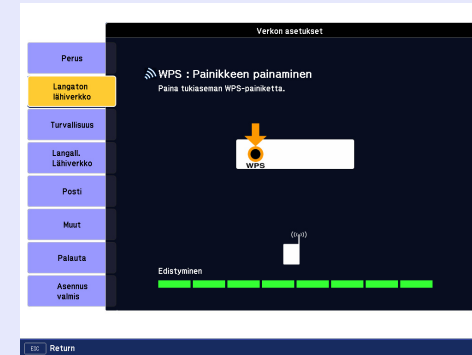 Verkon asetukset
Perus
Langaton
lähiverkko
Turvallisuus
Langall.
Lähiverkko
Posti
Muut
Palauta
Asennus
valmis
WPS : Painikkeen painaminen
Paina tukiaseman WPS-painiketta.
WPS
Edistyminen
ESC Return